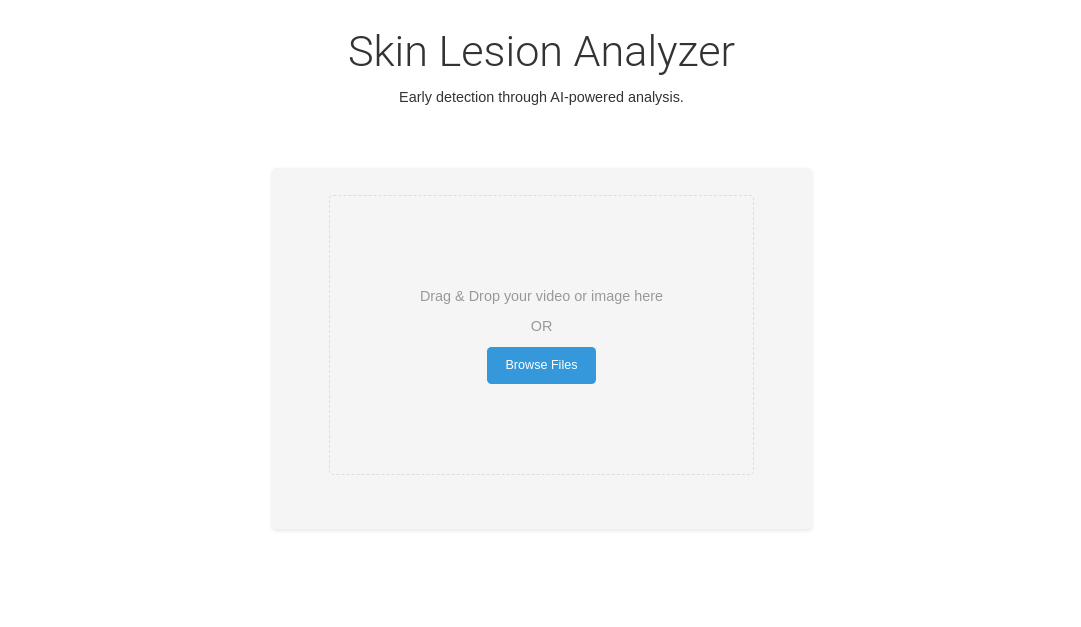 Skin Lesion Analyzer
Early detection through AI-powered analysis.
Drag & Drop your video or image here
OR
Browse Files